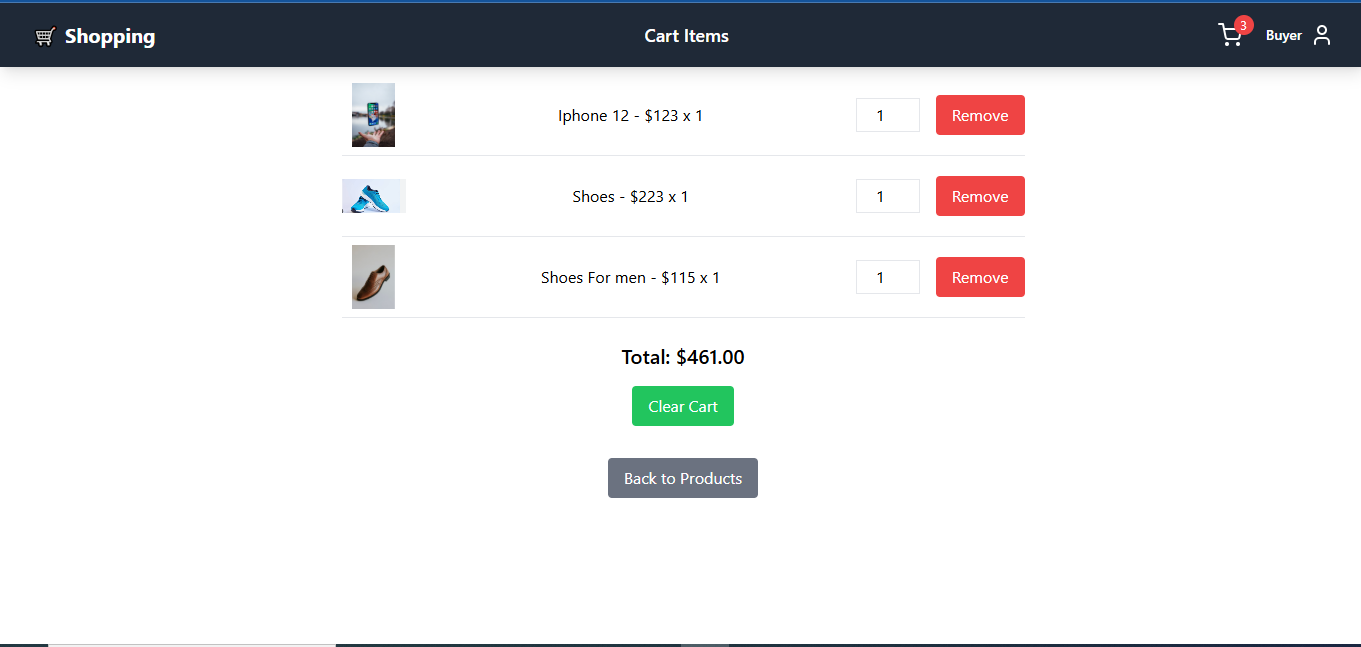 Shopping
Cart Items
3
Buyer
Iphone 12 - $123 x 1
1
Remove
Shoes - $223 x 1
1
Remove
Shoes For men - $115 x 1
1
Remove
Total: $461.00
Clear Cart
Back to Products